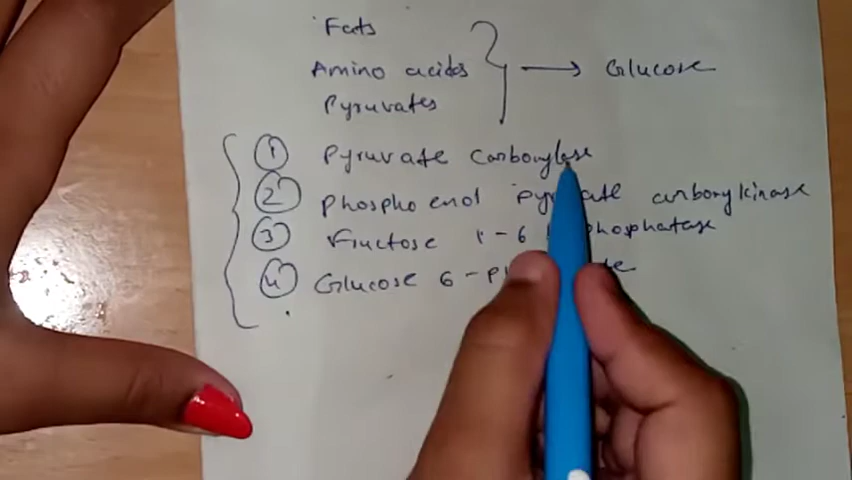 Fats
Amino acids
Pyruvates
→ Glucose
① Pyruvate carboxylase
② Phospho enol carboxykinase
③ Fructose 1-6 phosphatase
④ Glucose 6-